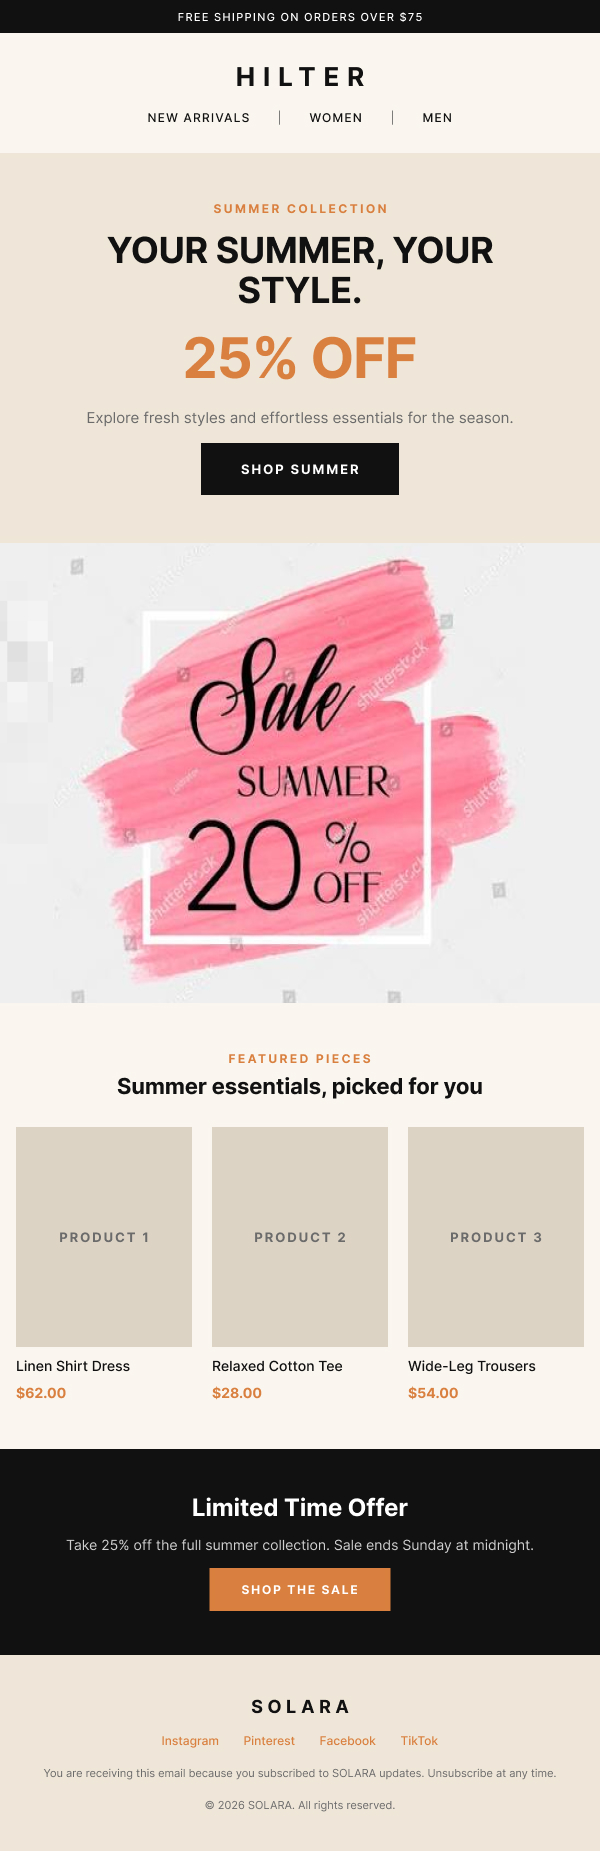 FREE SHIPPING ON ORDERS OVER $75
HILTER
NEW ARRIVALS | WOMEN | MEN
SUMMER COLLECTION
YOUR SUMMER, YOUR
STYLE.
25% OFF
Explore fresh styles and effortless essentials for the season.
SHOP SUMMER
Sale
SUMMER
20 % OFF
shutterstock
shutterstock
shutterstock
shutterstock
FEATURED PIECES
Summer essentials, picked for you
PRODUCT 1
PRODUCT 2
PRODUCT 3
Linen Shirt Dress
Relaxed Cotton Tee
Wide-Leg Trousers
$62.00
$28.00
$54.00
Limited Time Offer
Take 25% off the full summer collection. Sale ends Sunday at midnight.
SHOP THE SALE
SOLARA
Instagram Pinterest Facebook TikTok
You are receiving this email because you subscribed to SOLARA updates. Unsubscribe at any time.
© 2026 SOLARA. All rights reserved.